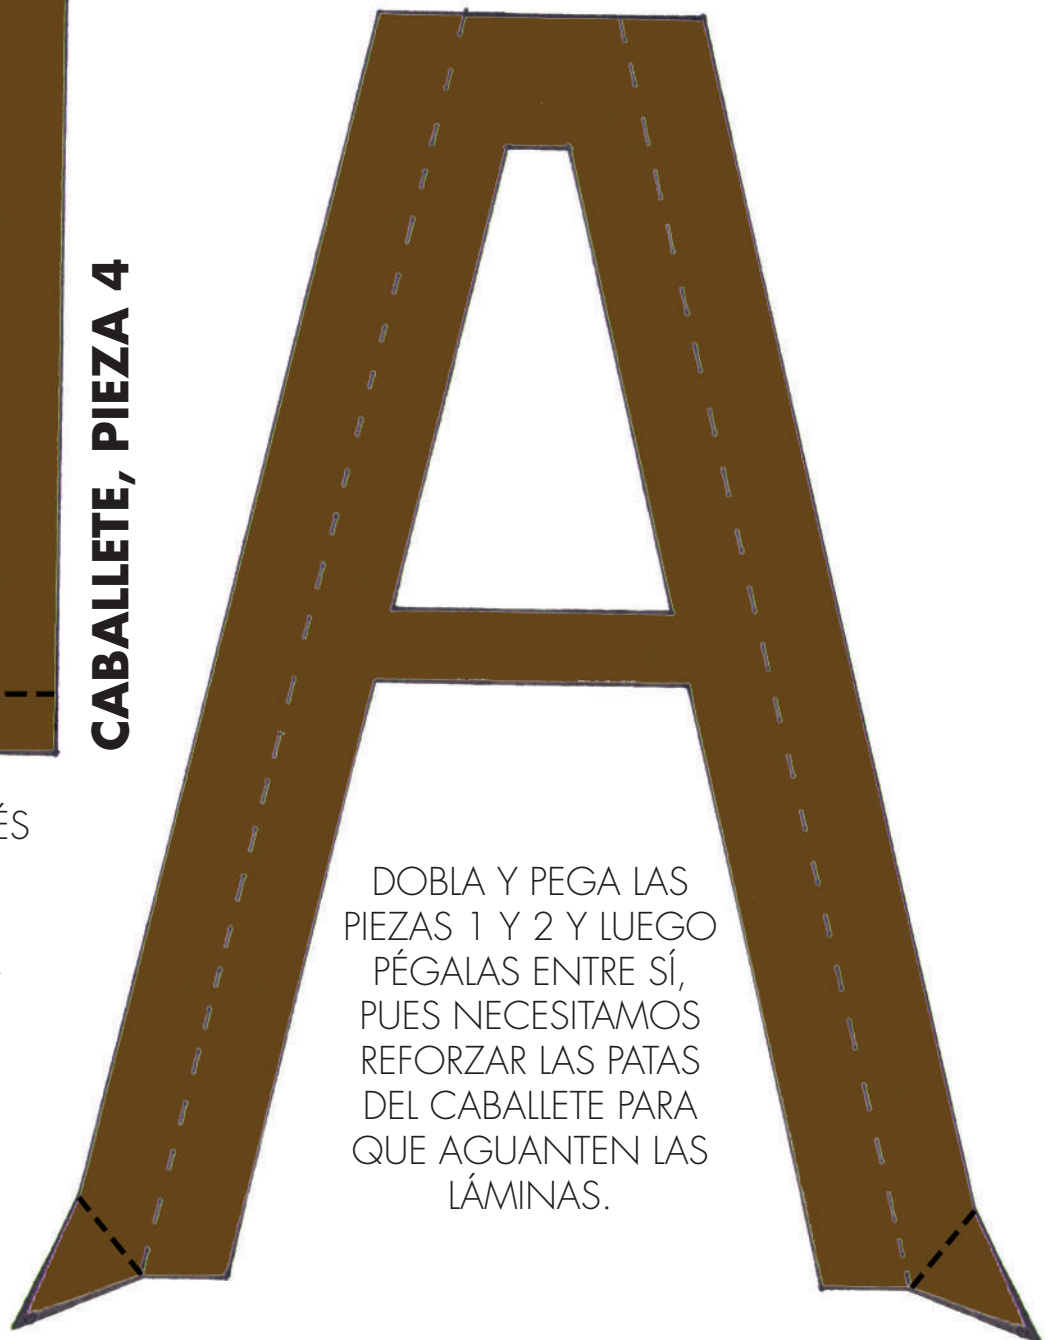 CABALLETE, PIEZA 4
ÉS
DOBLA Y PEGA LAS
PIEZAS 1 Y 2 Y LUEGO
PÉGALAS ENTRE SÍ,
PUES NECESITAMOS
REFORZAR LAS PATAS
DEL CABALLETE PARA
QUE AGUANTEN LAS
LÁMINAS.